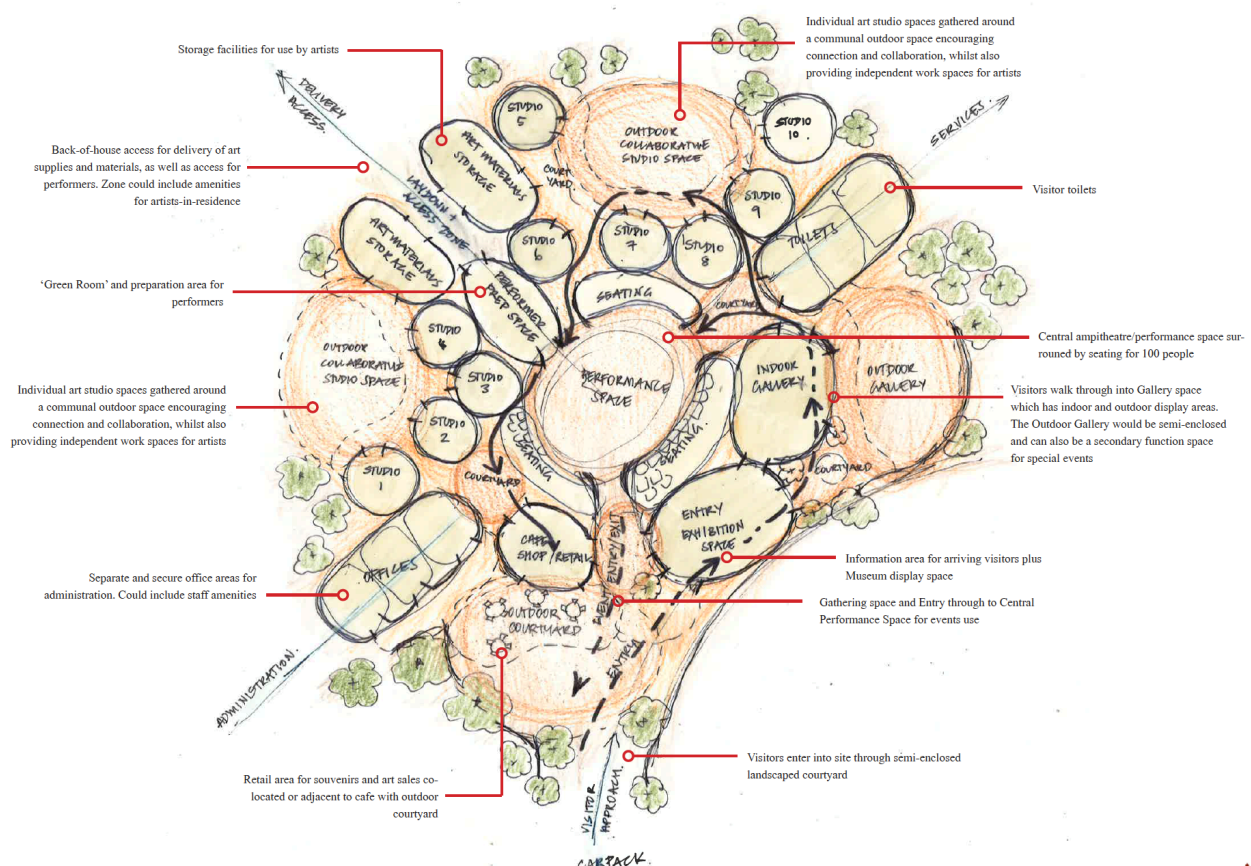 Individual art studio spaces gathered around
a communal outdoor space encouraging
connection and collaboration, whilst also
providing independent work spaces for artists
Storage facilities for use by artists
DELIVERY
ACCESS.
Back-of-house access for delivery of art
supplies and materials, as well as access for
performers. Zone could include amenities
for artists-in-residence
STUDIO
5
OUTDOOR
COLLABORATIVE
STUDIO SPACE
STUDIO
10.
SERVICES.
ART MATERIALS
STORAGE
COURT
YARD.
LAYDOWN +
ACCESS ZONE
Visitor toilets
STUDIO
9
TOILETS
ART MATERIALS
STORAGE
STUDIO
6
STUDIO
7
STUDIO
8
‘Green Room’ and preparation area for
performers
PERFORMER
PREP SPACE
SEATING
COURTYARD
Central ampitheatre/performance space sur-
rounded by seating for 100 people
STUDIO
4
OUTDOOR
COLLABORATIVE
STUDIO SPACE
STUDIO
3
PERFORMANCE
SPACE
INDOOR
GALLERY
OUTDOOR
GALLERY
Individual art studio spaces gathered around
a communal outdoor space encouraging
connection and collaboration, whilst also
providing independent work spaces for artists
Visitors walk through into Gallery space
which has indoor and outdoor display areas.
The Outdoor Gallery would be semi-enclosed
and can also be a secondary function space
for special events
STUDIO
2
SEATING
SEATING.
COURTYARD
STUDIO
1
COURTYARD
ENTRY
EXHIBITION
SPACE
CAFE
SHOP/RETAIL
EVENT ENTRY/EXIT
OFFICES
Information area for arriving visitors plus
Museum display space
Separate and secure office areas for
administration. Could include staff amenities
OUTDOOR
COURTYARD
Gathering space and Entry through to Central
Performance Space for events use
ENTRY
ADMINISTRATION.
Visitors enter into site through semi-enclosed
landscaped courtyard
Retail area for souvenirs and art sales co-
located or adjacent to cafe with outdoor
courtyard
VISITOR
APPROACH.
CARPACK.